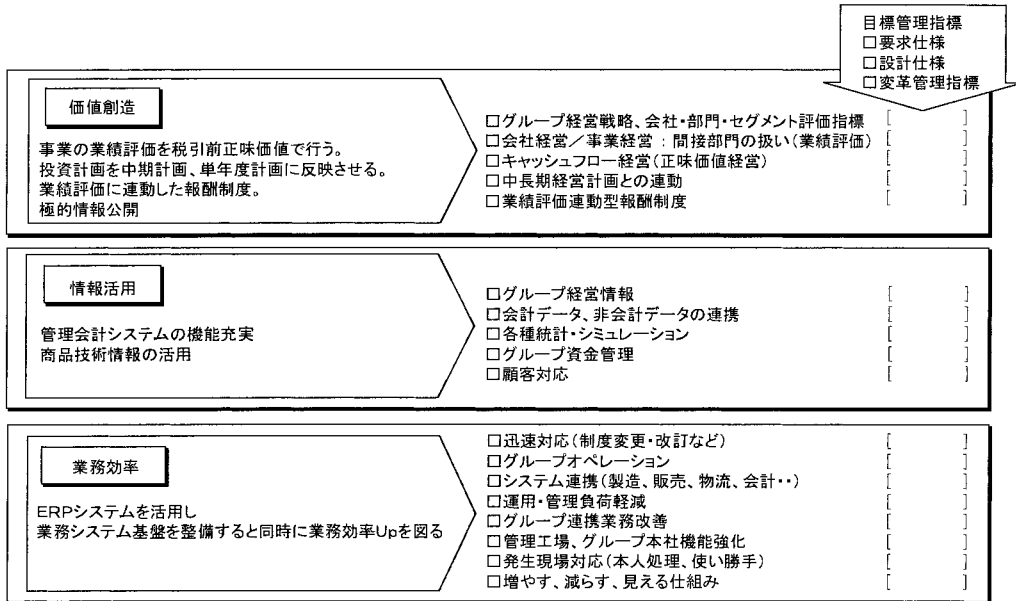 目標管理指標
□要求仕様
□設計仕様
□変革管理指標
価値創造
事業の業績評価を税引前正味価値で行う。
投資計画を中期計画、単年度計画に反映させる。
業績評価に連動した報酬制度。
極的情報公開
□グループ経営戦略、会社・部門・セグメント評価指標 [ ]
□会社経営/事業経営:間接部門の扱い(業績評価) [ ]
□キャッシュフロー経営(正味価値経営) [ ]
□中長期経営計画との連動 [ ]
□業績評価連動型報酬制度 [ ]
情報活用
管理会計システムの機能充実
商品技術情報の活用
□グループ経営情報 [ ]
□会計データ、非会計データの連携 [ ]
□各種統計・シミュレーション [ ]
□グループ資金管理 [ ]
□顧客対応 [ ]
業務効率
ERPシステムを活用し
業務システム基盤を整備すると同時に業務効率Upを図る
□迅速対応(制度変更・改訂など) [ ]
□グループオペレーション [ ]
□システム連携(製造、販売、物流、会計・・) [ ]
□運用・管理負荷軽減 [ ]
□グループ連携業務改善 [ ]
□管理工場、グループ本社機能強化 [ ]
□発生現場対応(本人処理、使い勝手) [ ]
□増やす、減らす、見える仕組み [ ]